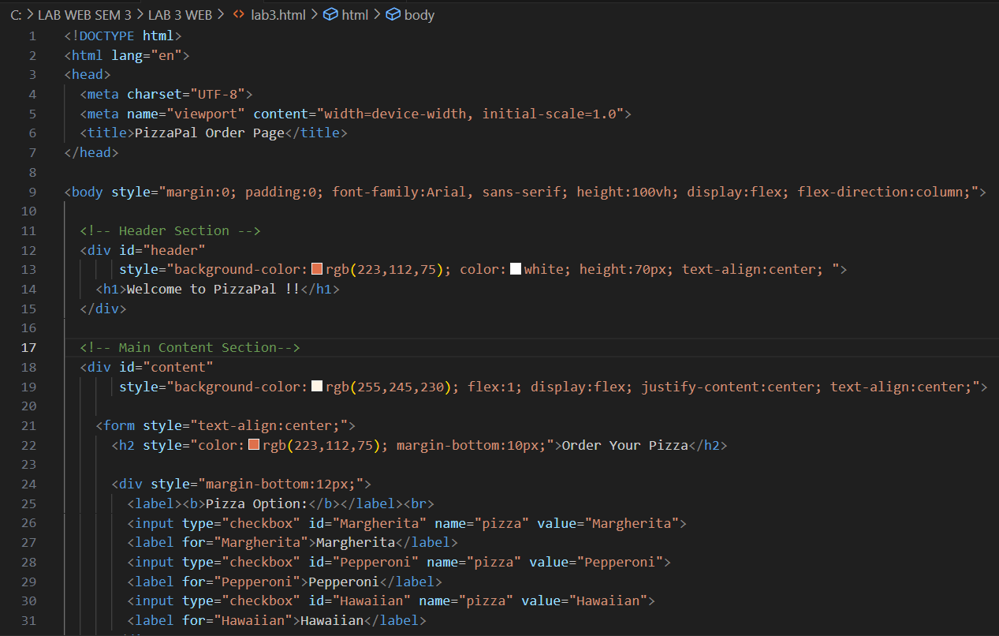 C: > LAB WEB SEM 3 > LAB 3 WEB > <> lab3.html > html > body
1 <!DOCTYPE html>
2 <html lang="en">
3 <head>
4   <meta charset="UTF-8">
5   <meta name="viewport" content="width=device-width, initial-scale=1.0">
6   <title>PizzaPal Order Page</title>
7 </head>
8
9 <body style="margin:0; padding:0; font-family:Arial, sans-serif; height:100vh; display:flex; flex-direction:column;">
10
11   <!-- Header Section -->
12   <div id="header"
13        style="background-color:rgb(223,112,75); color:white; height:70px; text-align:center; ">
14     <h1>Welcome to PizzaPal !!</h1>
15   </div>
16
17   <!-- Main Content Section-->
18   <div id="content"
19        style="background-color:rgb(255,245,230); flex:1; display:flex; justify-content:center; text-align:center;">
20
21     <form style="text-align:center;">
22       <h2 style="color:rgb(223,112,75); margin-bottom:10px;">Order Your Pizza</h2>
23
24       <div style="margin-bottom:12px;">
25         <label><b>Pizza Option:</b></label><br>
26         <input type="checkbox" id="Margherita" name="pizza" value="Margherita">
27         <label for="Margherita">Margherita</label>
28         <input type="checkbox" id="Pepperoni" name="pizza" value="Pepperoni">
29         <label for="Pepperoni">Pepperoni</label>
30         <input type="checkbox" id="Hawaiian" name="pizza" value="Hawaiian">
31         <label for="Hawaiian">Hawaiian</label>